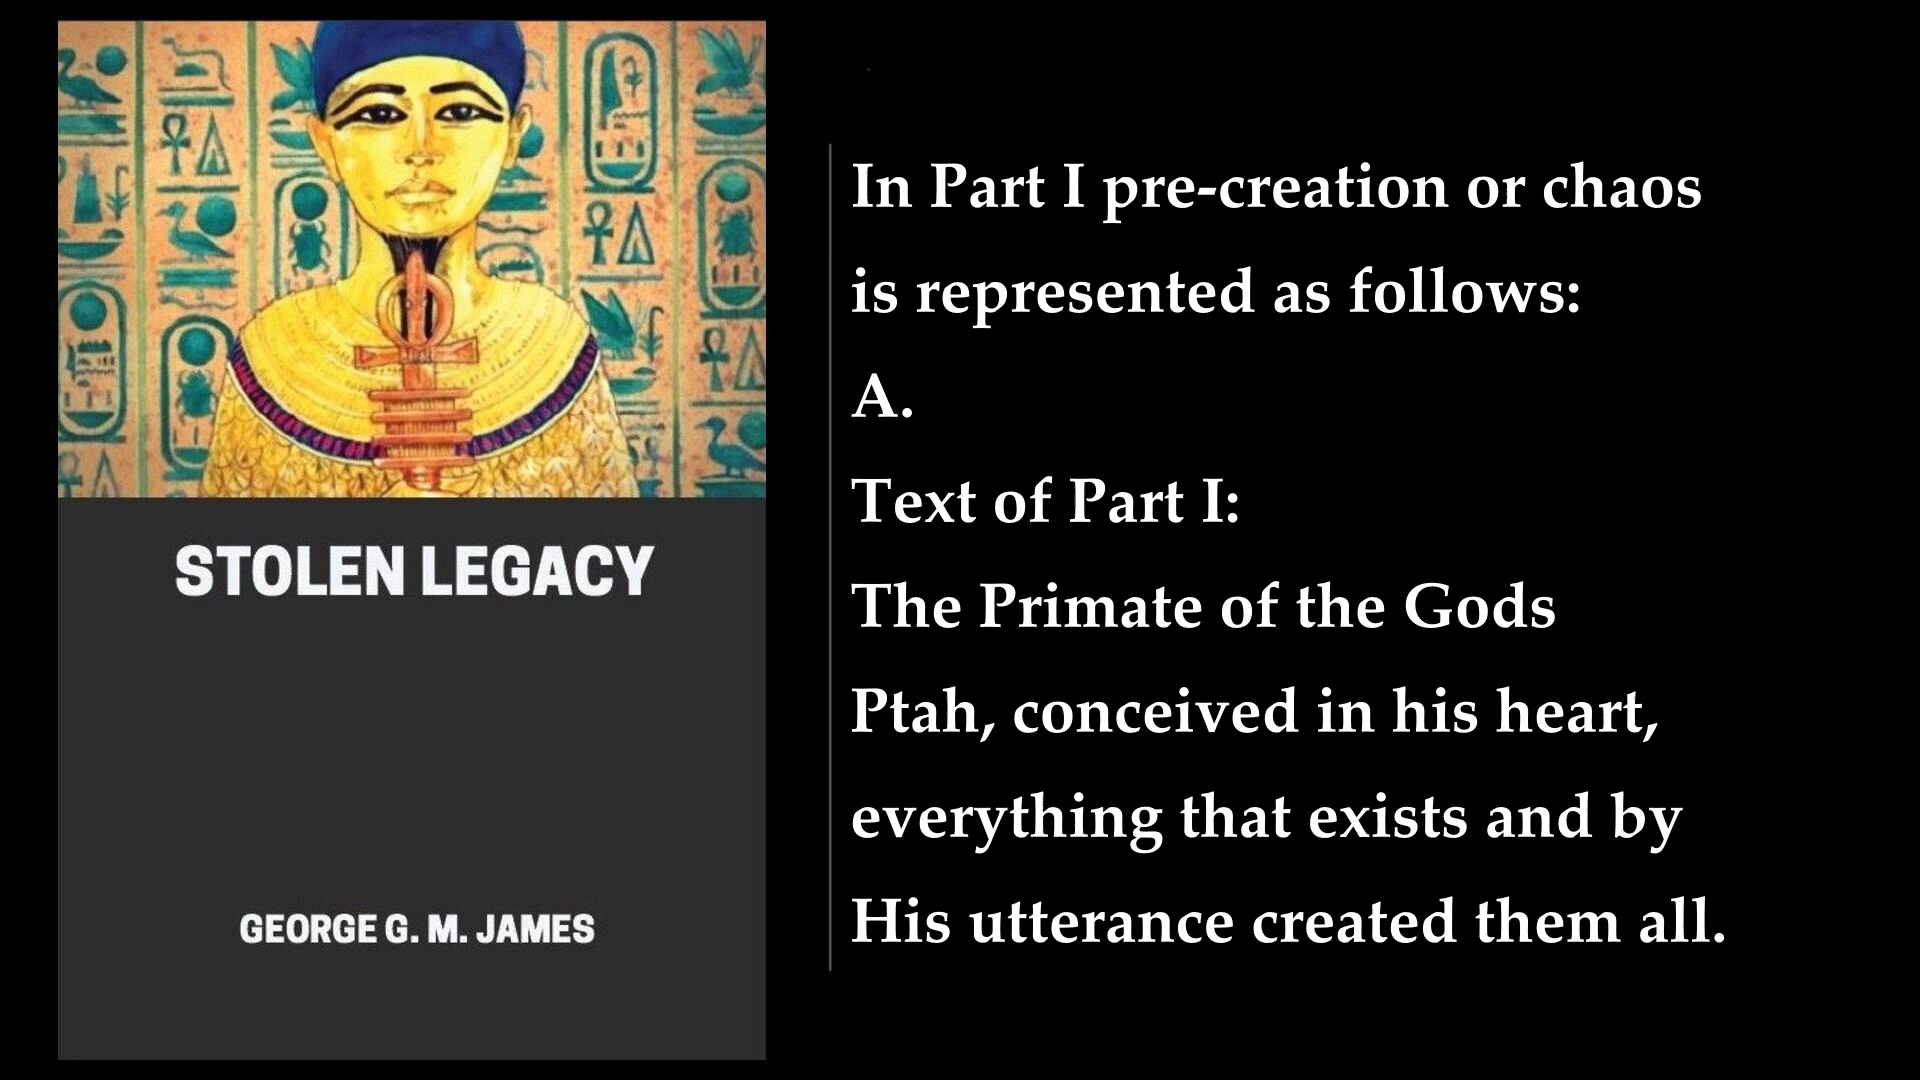 STOLEN LEGACY
GEORGE G. M. JAMES
In Part I pre-creation or chaos
is represented as follows:
A.
Text of Part I:
The Primate of the Gods
Ptah, conceived in his heart,
everything that exists and by
His utterance created them all.